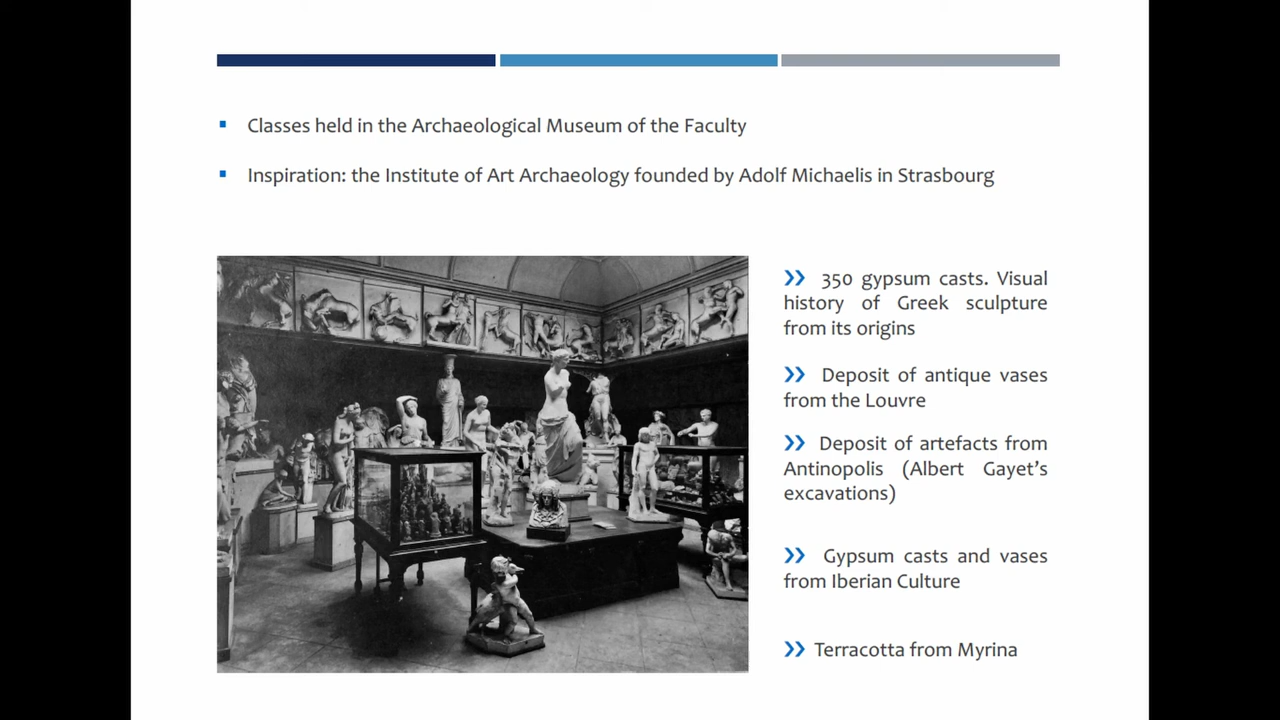 Classes held in the Archaeological Museum of the Faculty
Inspiration: the Institute of Art Archaeology founded by Adolf Michaelis in Strasbourg
350 gypsum casts. Visual
history of Greek sculpture
from its origins
Deposit of antique vases
from the Louvre
Deposit of artefacts from
Antinopolis (Albert Gayet’s
excavations)
Gypsum casts and vases
from Iberian Culture
Terracotta from Myrina